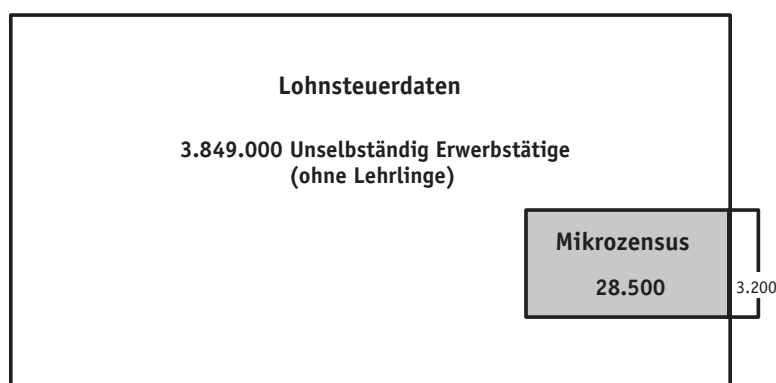 Lohnsteuerdaten
3.849.000 Unselbständig Erwerbstätige
(ohne Lehrlinge)
Mikrozensus
28.500
3.200